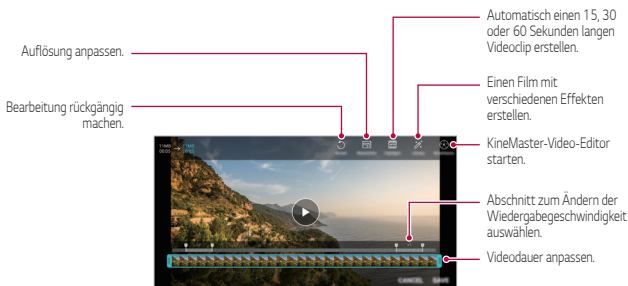 Automatisch einen 15, 30
oder 60 Sekunden langen
Videoclip erstellen.
Auflösung anpassen.
Einen Film mit
verschiedenen Effekten
erstellen.
Bearbeitung rückgängig
machen.
KineMaster-Video-Editor
starten.
Abschnitt zum Ändern der
Wiedergabegeschwindigkeit
auswählen.
Videodauer anpassen.
CANCEL SAVE